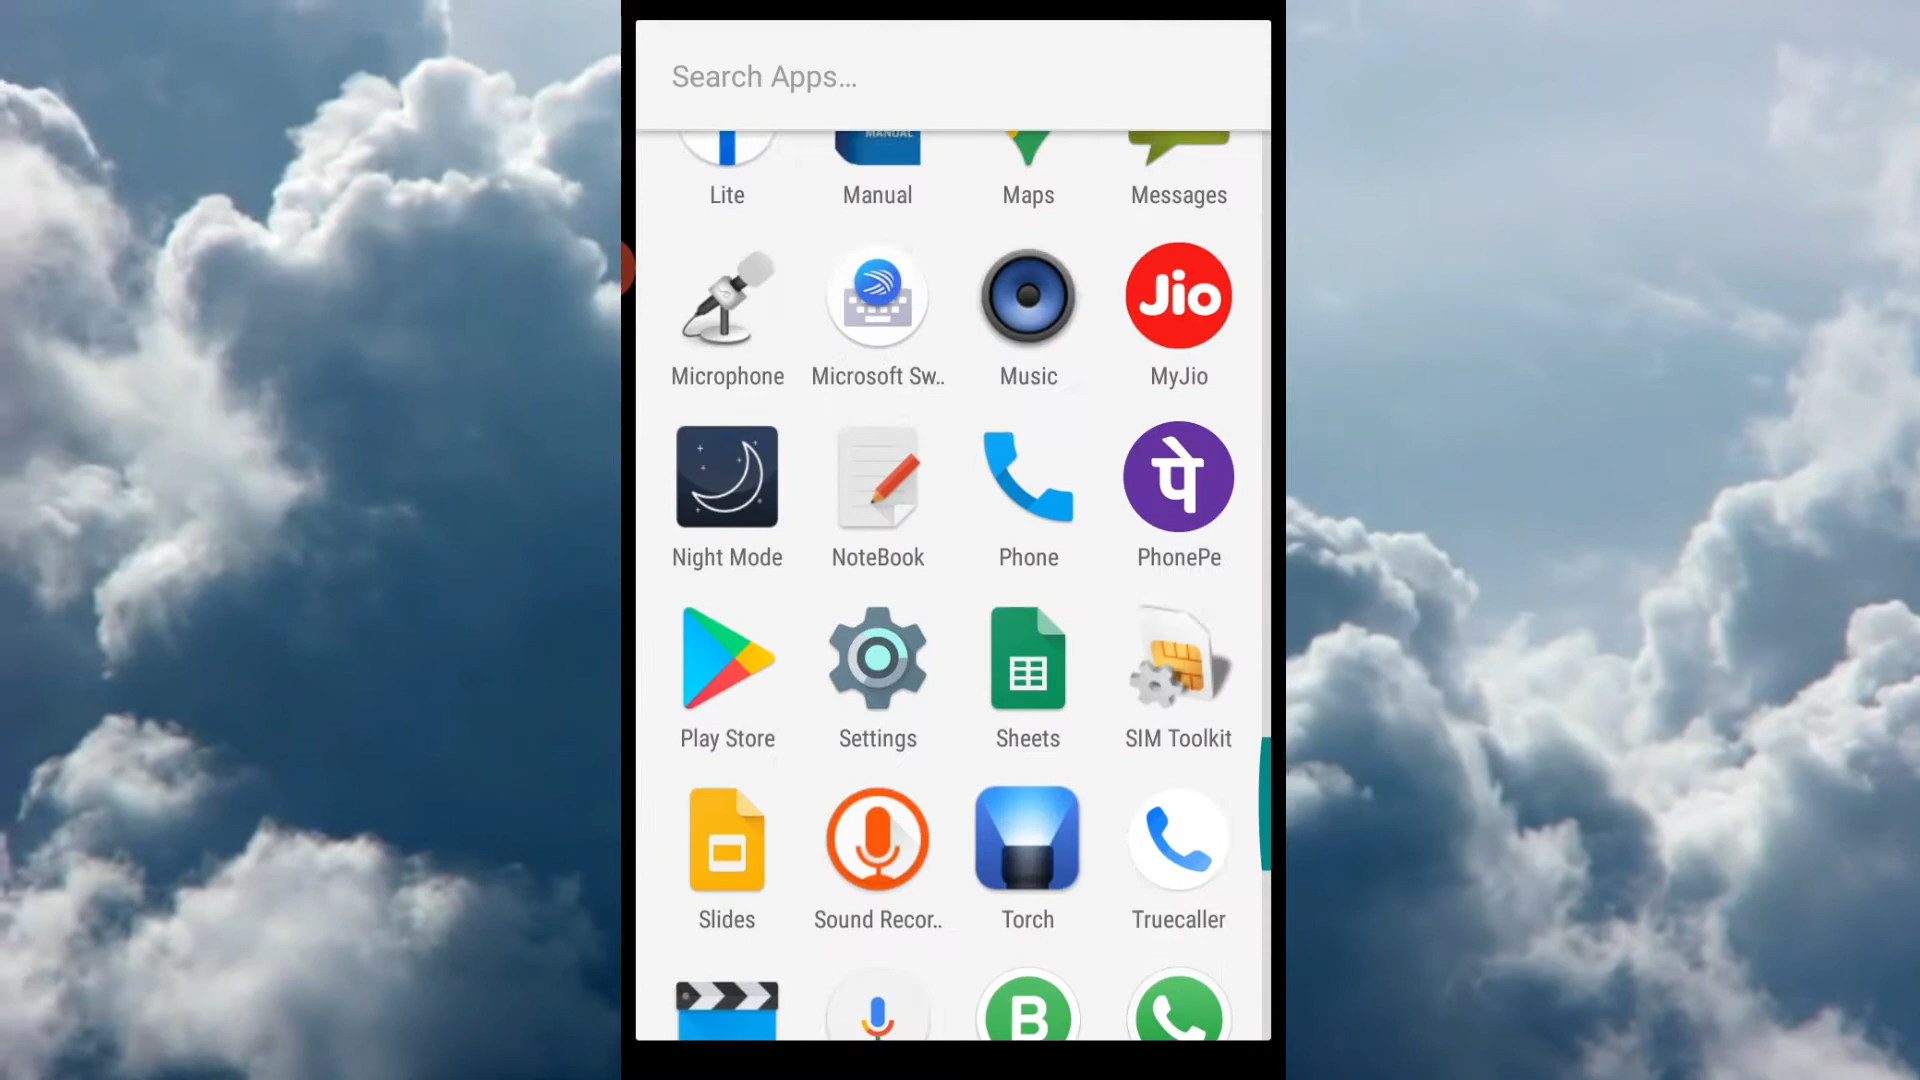 Search Apps...
MANUAL
Lite Manual Maps Messages
Jio
Microphone Microsoft Sw.. Music MyJio
पे
Night Mode NoteBook Phone PhonePe
Play Store Settings Sheets SIM Toolkit
Slides Sound Recor.. Torch Truecaller
B